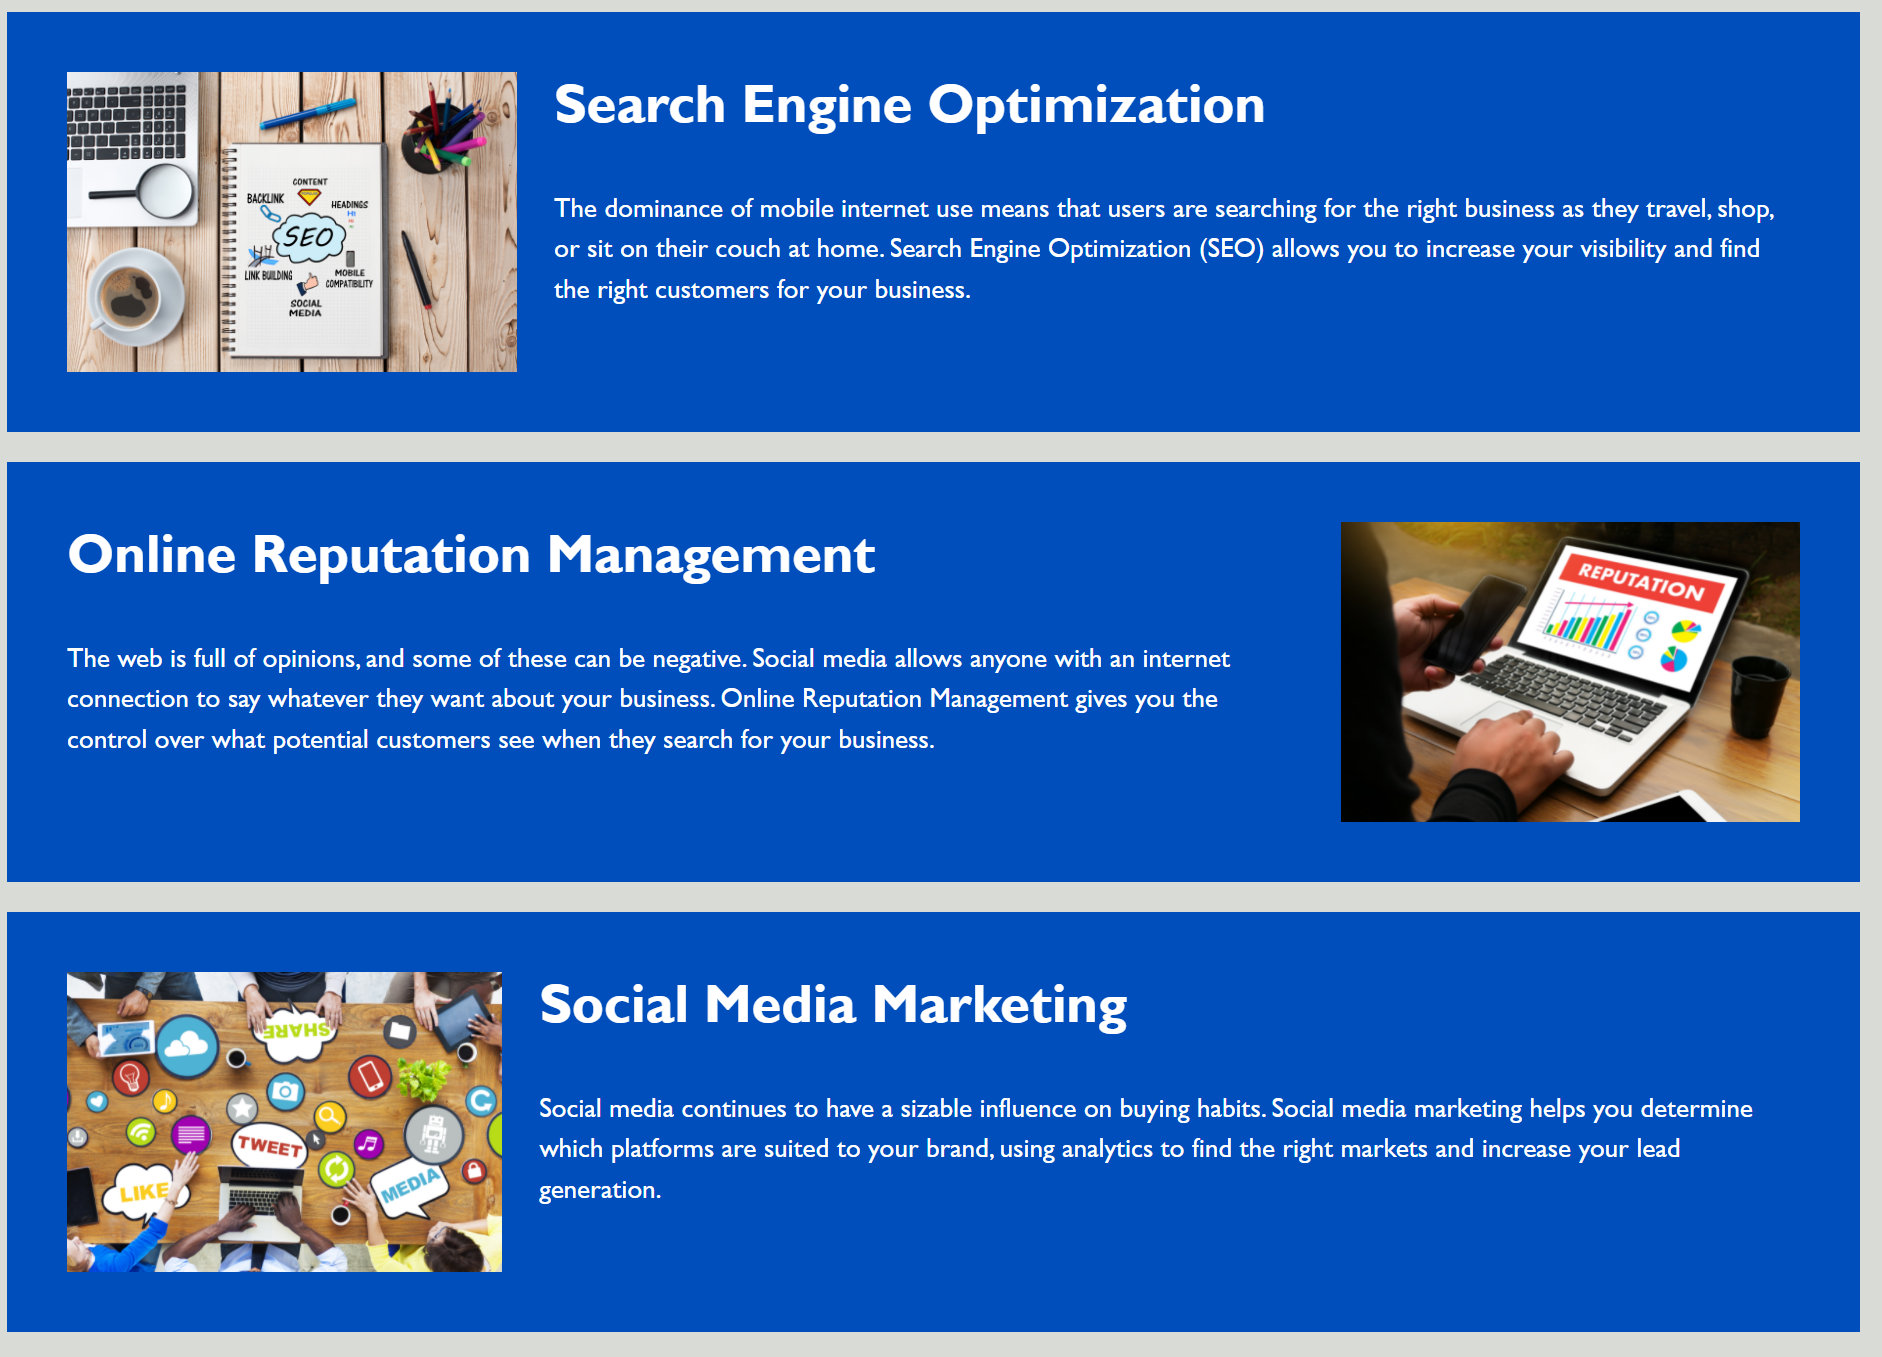 Search Engine Optimization
CONTENT
BACKLINK
HEADINGS
H1
SEO
LINK BUILDING
MOBILE
COMPATIBILITY
SOCIAL
MEDIA
The dominance of mobile internet use means that users are searching for the right business as they travel, shop,
or sit on their couch at home. Search Engine Optimization (SEO) allows you to increase your visibility and find
the right customers for your business.
Online Reputation Management
REPUTATION
The web is full of opinions, and some of these can be negative. Social media allows anyone with an internet
connection to say whatever they want about your business. Online Reputation Management gives you the
control over what potential customers see when they search for your business.
Social Media Marketing
SHARE
TWEET
LIKE
MEDIA
Social media continues to have a sizable influence on buying habits. Social media marketing helps you determine
which platforms are suited to your brand, using analytics to find the right markets and increase your lead
generation.